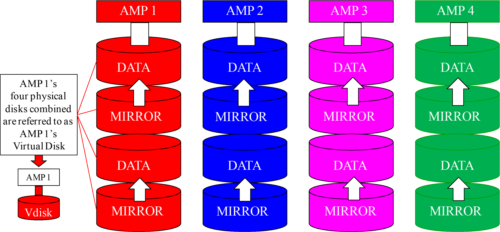 AMP 1
AMP 2
AMP 3
AMP 4
DATA
DATA
DATA
DATA
AMP 1's
four physical
disks combined
are referred to as
AMP 1's
Virtual Disk
MIRROR
MIRROR
MIRROR
MIRROR
DATA
DATA
DATA
DATA
AMP 1
Vdisk
MIRROR
MIRROR
MIRROR
MIRROR